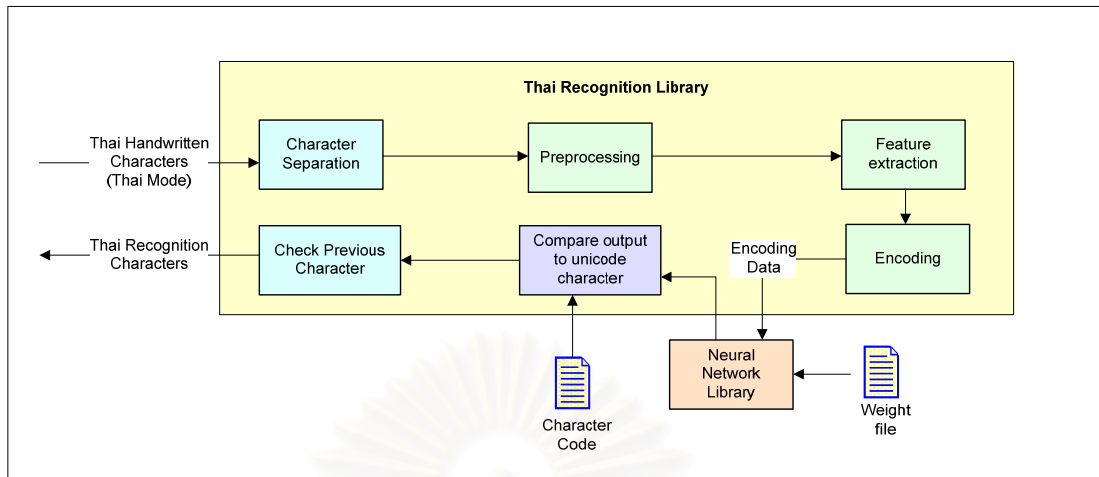 Thai Recognition Library
Thai Handwritten
Characters
(Thai Mode)
Character
Separation
Preprocessing
Feature
extraction
Thai Recognition
Characters
Check Previous
Character
Compare output
to unicode
character
Encoding
Data
Encoding
Neural
Network
Library
Character
Code
Weight
file